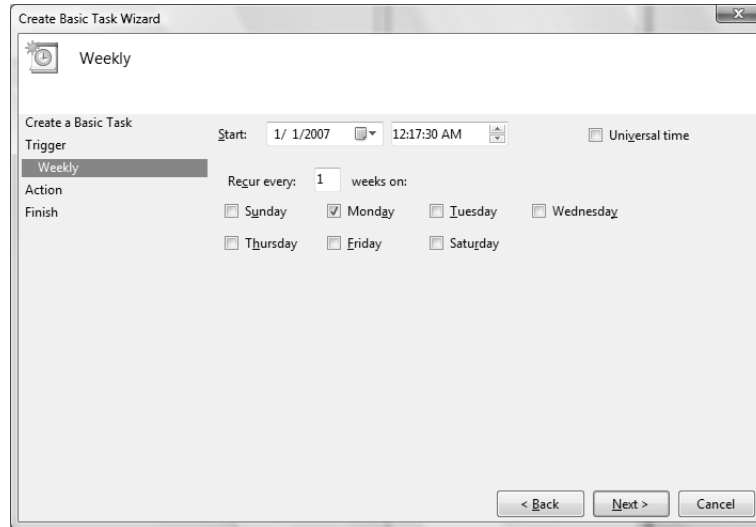 Create Basic Task Wizard
Weekly
Create a Basic Task
Trigger
Weekly
Action
Finish
Start: 1/ 1/2007 12:17:30 AM Universal time
Recur every: 1 weeks on:
Sunday Monday Tuesday Wednesday
Thursday Friday Saturday
< Back Next > Cancel